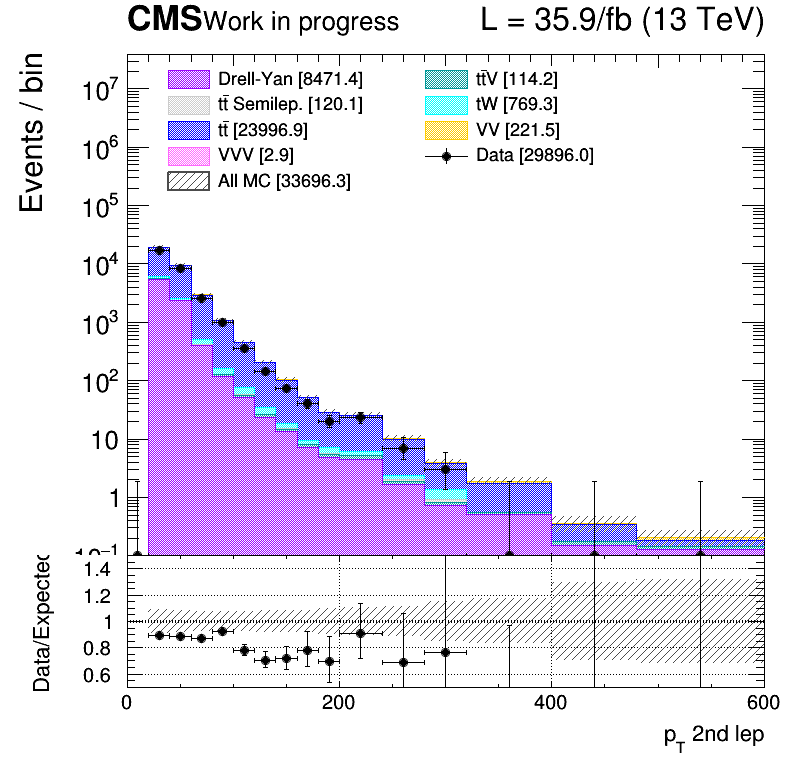 CMS Work in progress L = 35.9/fb (13 TeV)
Events / bin
Drell-Yan [8471.4] tt̄V [114.2]
tt̄ Semilep. [120.1] tW [769.3]
tt̄ [23996.9] VV [221.5]
VVV [2.9] Data [29896.0]
All MC [33696.3]
10⁷
10⁶
10⁵
10⁴
10³
10²
10
1
10⁻¹
Data/Expected
1.4
1.2
1
0.8
0.6
0 200 400 600
p_T 2nd lep